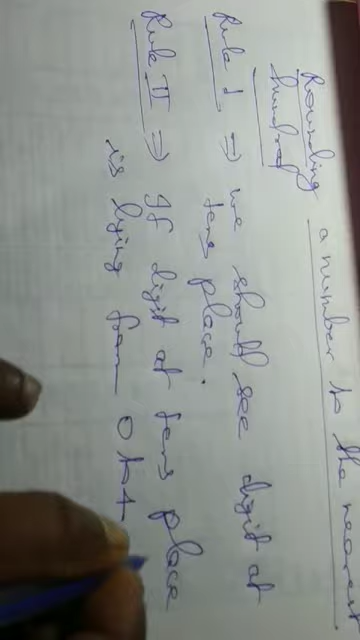 Rounding a number to the nearest
hundred
Rule I ⇒ we should see digit at
tens place.
Rule II ⇒ If digit at tens place
is lying from 0 to 4